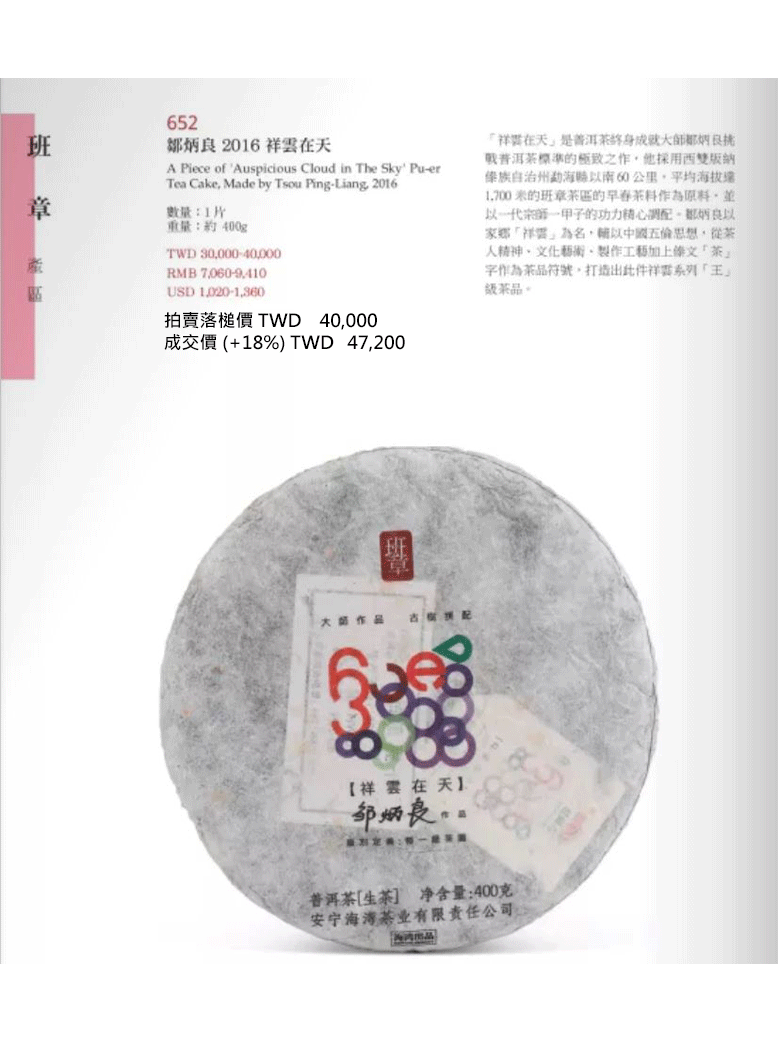 班
章
產
區
652
鄒炳良 2016 祥雲在天
A Piece of 'Auspicious Cloud in The Sky' Pu-er
Tea Cake, Made by Tsou Ping-Liang, 2016
數量：1 片
重量：約 400g
TWD 30,000-40,000
RMB 7,060-9,410
USD 1,020-1,360
拍賣落槌價 TWD 40,000
成交價 (+18%) TWD 47,200
「祥雲在天」是普洱茶終身成就大師鄒炳良挑
戰普洱茶標準的極致之作，他採用西雙版納
傣族自治州勐海縣以南 60 公里，平均海拔達
1,700 米的班章茶區的早春茶料作為原料，並
以一代宗師一甲子的功力精心調配。鄒炳良以
家鄉「祥雲」為名，輔以中國五倫思想，從茶
人精神、文化藝術、製作工藝加上傣文「茶」
字作為茶品符號，打造出此件祥雲系列「王」
級茶品。
班章
大師作品 古樹拼配
【祥雲在天】
邹炳良 作品
普洱茶[生茶] 净含量:400克
安宁海湾茶业有限责任公司
海湾出品